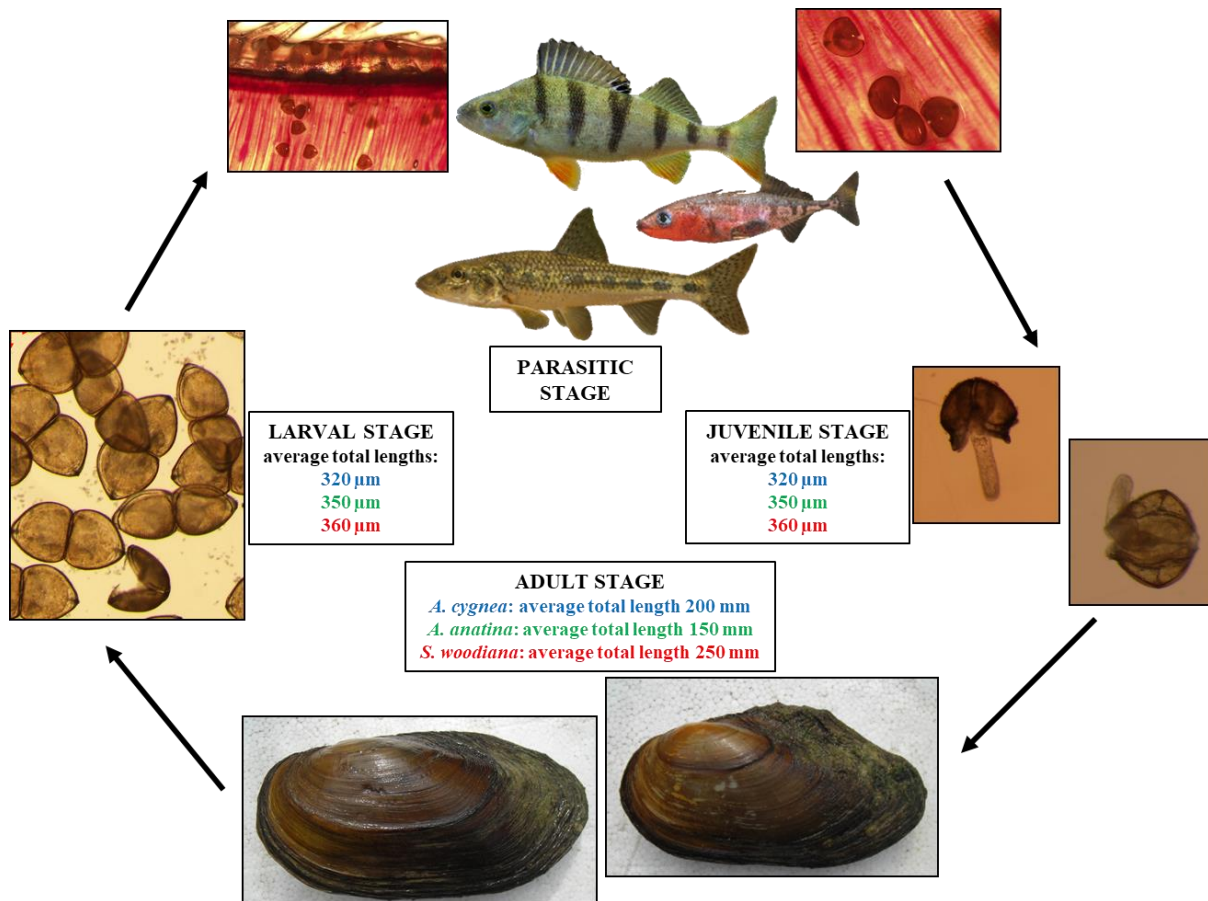 PARASITIC
STAGE
LARVAL STAGE
average total lengths:
320 µm
350 µm
360 µm
JUVENILE STAGE
average total lengths:
320 µm
350 µm
360 µm
ADULT STAGE
A. cygnea: average total length 200 mm
A. anatina: average total length 150 mm
S. woodiana: average total length 250 mm